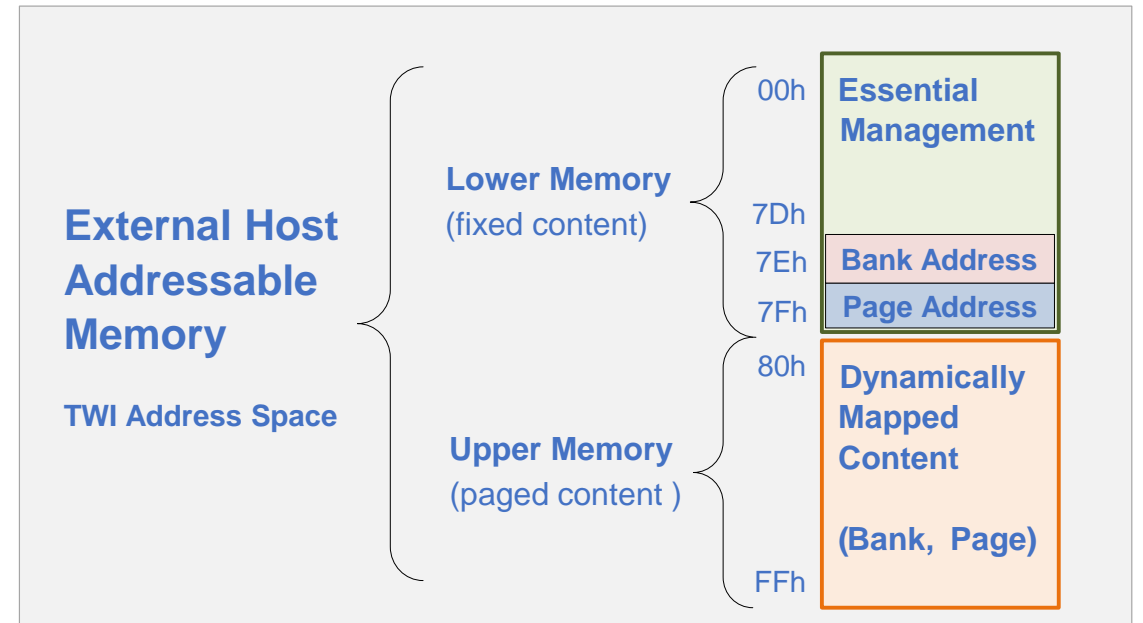 External Host
Addressable
Memory
TWI Address Space
Lower Memory
(fixed content)
Upper Memory
(paged content )
00h
7Dh
7Eh
7Fh
80h
FFh
Essential
Management
Bank Address
Page Address
Dynamically
Mapped
Content
(Bank, Page)